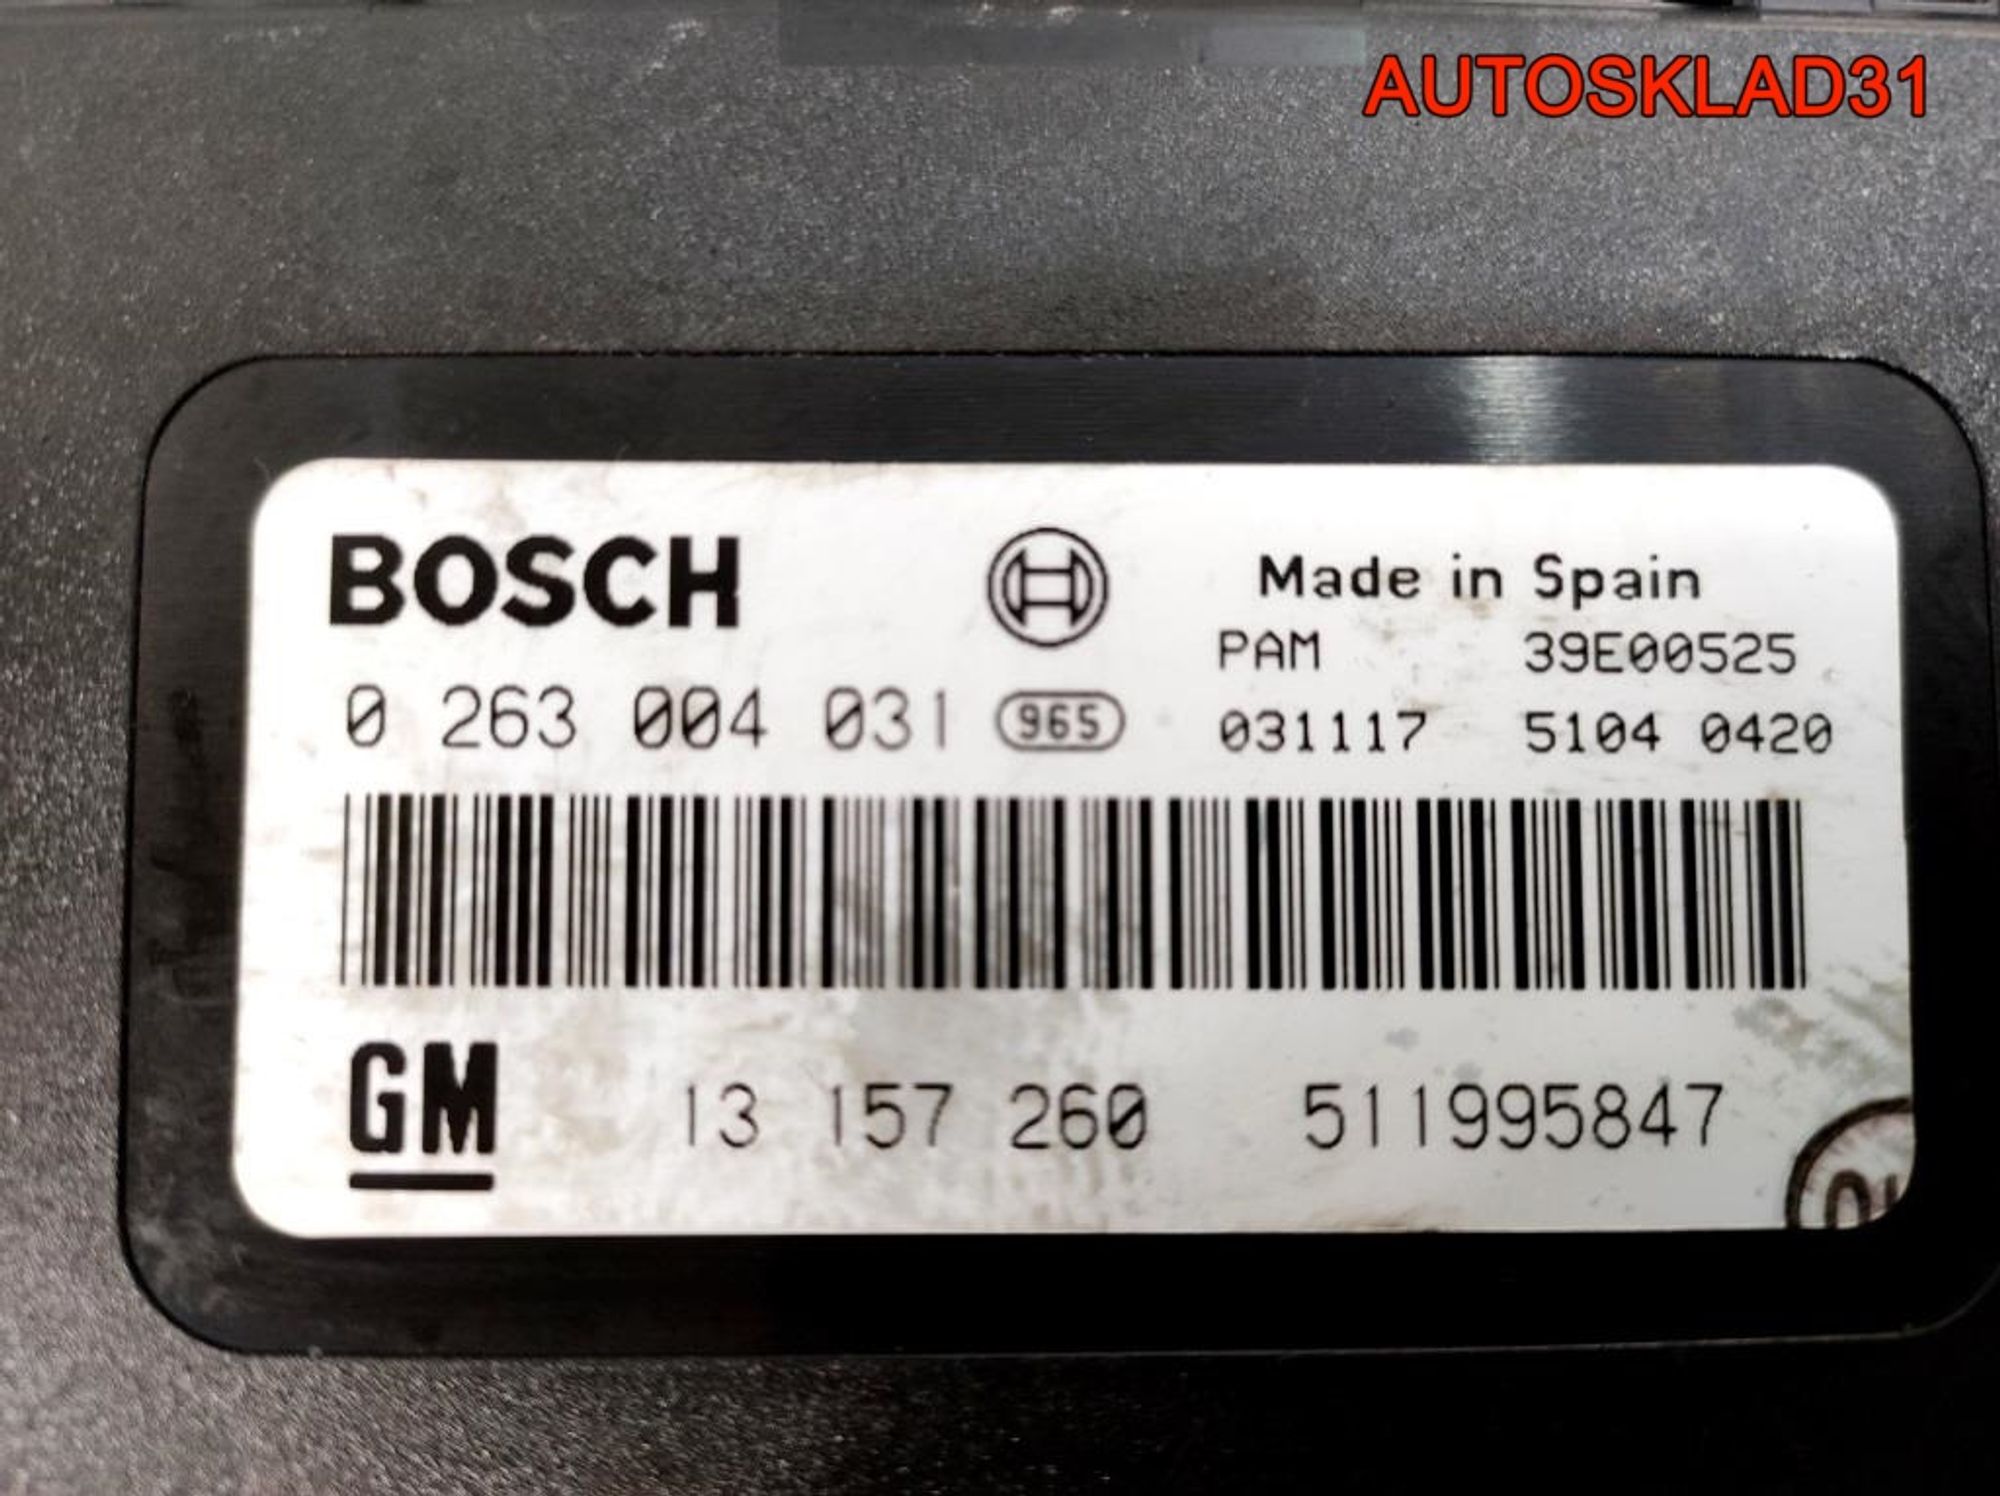 AUTOSKLAD31
BOSCH
Made in Spain
PAM 39E00525
0 263 004 031 965 031117 5104 0420
GM 13 157 260 511995847